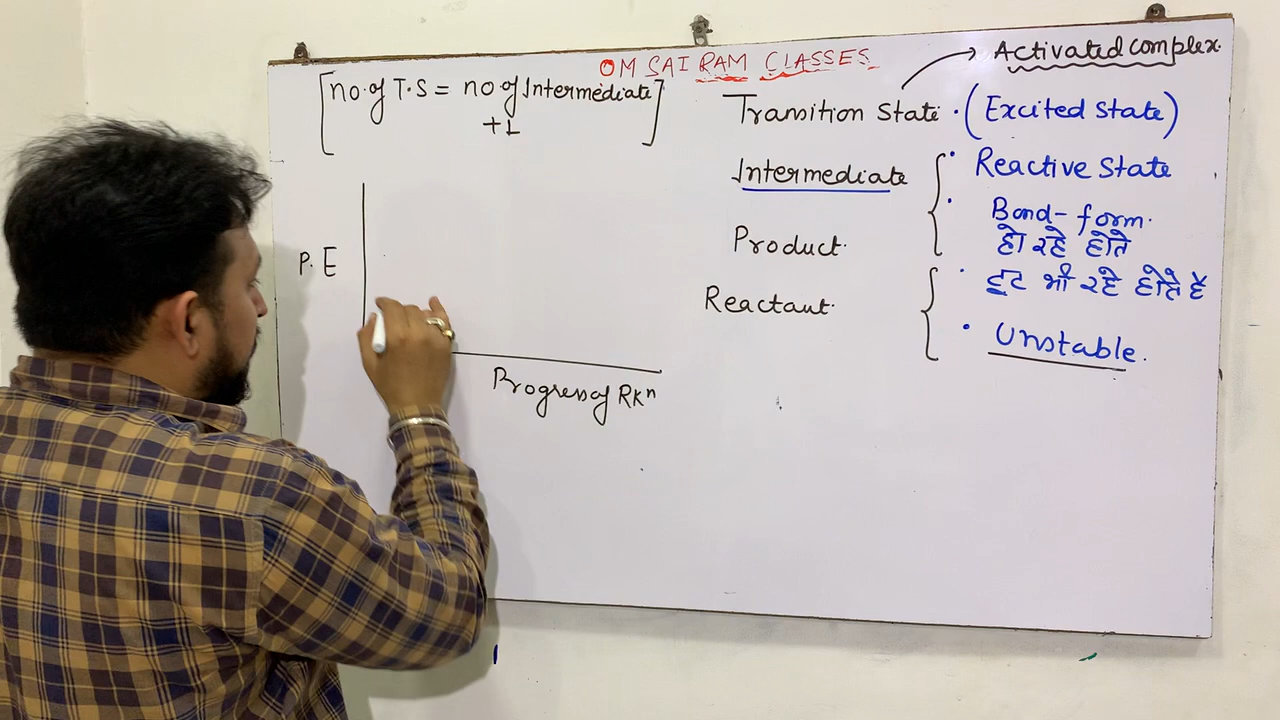 OM SAI RAM CLASSES
[no. of T.S = no of Intermediate
+1]
P.E
Progress of Rxⁿ
Activated complex.
Transition State • (Excited State)
Intermediate
Product.
Reactant.
• Reactive State
• Bond-form.
हो रहे होते
• टूट भी रहे होते हैं
• Unstable.